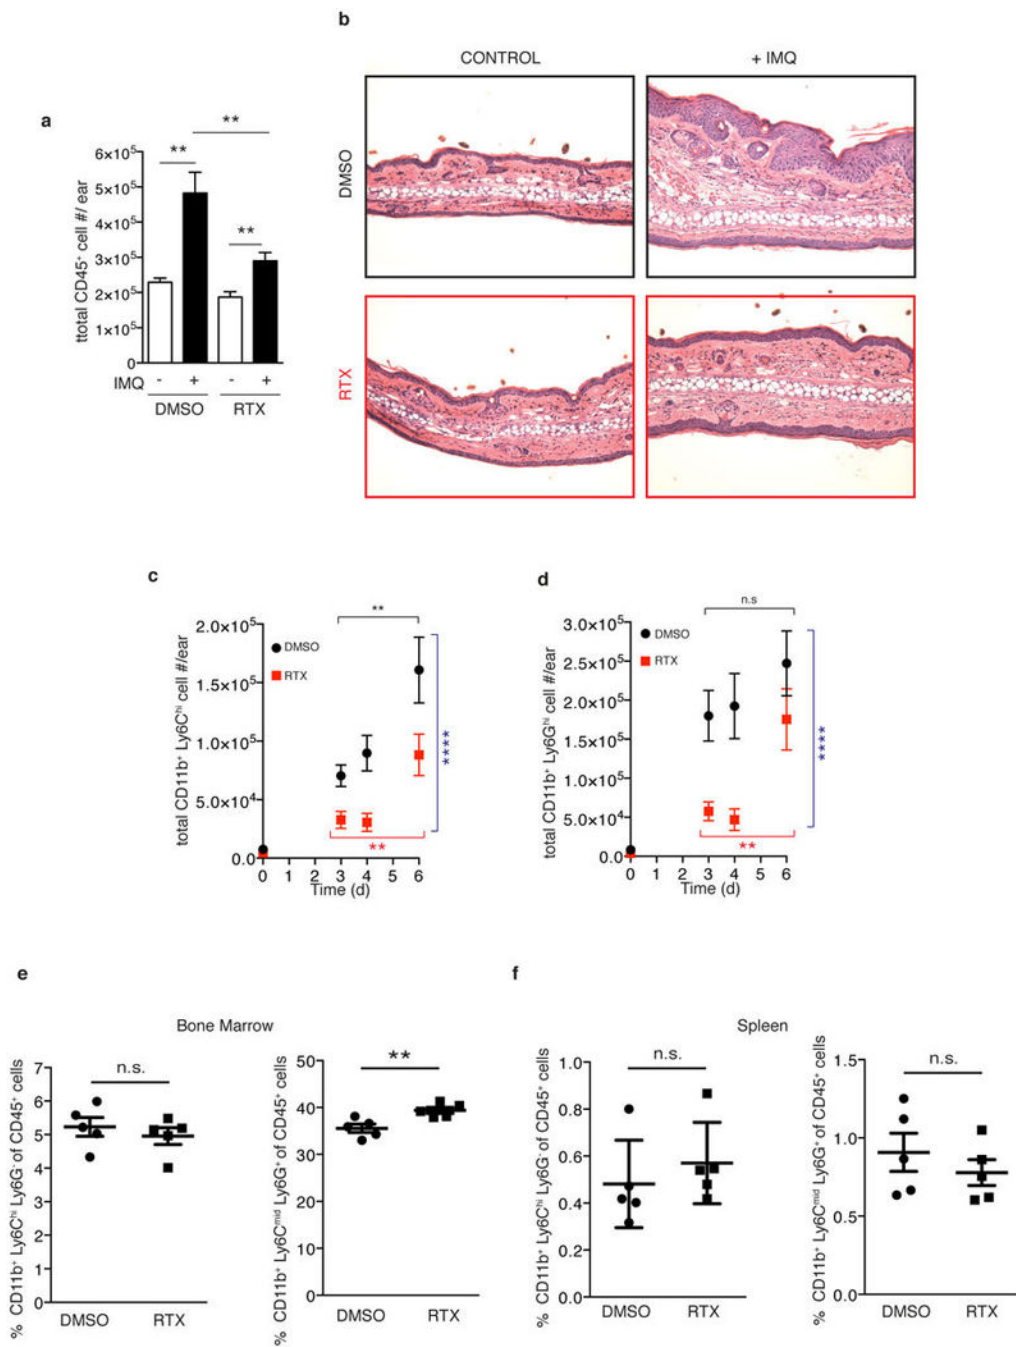 b
CONTROL
+ IMQ
DMSO
RTX
a
ttotal CD45⁺ cell #/ ear
**
**
**
6×10⁵
5×10⁵
4×10⁵
3×10⁵
2×10⁵
1×10⁵
0
IMQ - + - +
DMSO RTX
c
total CD11b⁺ Ly6Cʰⁱ cell #/ear
2.0×10⁵
1.5×10⁵
1.0×10⁵
5.0×10⁴
0.0
**
DMSO
RTX
****
**
0 1 2 3 4 5 6
Time (d)
d
total CD11b⁺ Ly6Gʰⁱ cell #/ear
3.0×10⁵
2.5×10⁵
2.0×10⁵
1.5×10⁵
1.0×10⁵
5.0×10⁴
0.0
n.s
DMSO
RTX
****
**
0 1 2 3 4 5 6
Time (d)
e
Bone Marrow
% CD11b⁺ Ly6Cʰⁱ Ly6G⁻ of CD45⁺ cells
7
6
5
4
3
2
1
0
n.s.
DMSO RTX
% CD11b⁺ Ly6Cᵐⁱᵈ Ly6G⁺ of CD45⁺ cells
50
40
30
20
10
0
**
DMSO RTX
f
Spleen
% CD11b⁺ Ly6Cʰⁱ Ly6G⁻ of CD45⁺ cells
1.0
0.8
0.6
0.4
0.2
0.0
n.s.
DMSO RTX
% CD11b⁺ Ly6Cᵐⁱᵈ Ly6G⁺ of CD45⁺ cells
1.5
1.0
0.5
0.0
n.s.
DMSO RTX